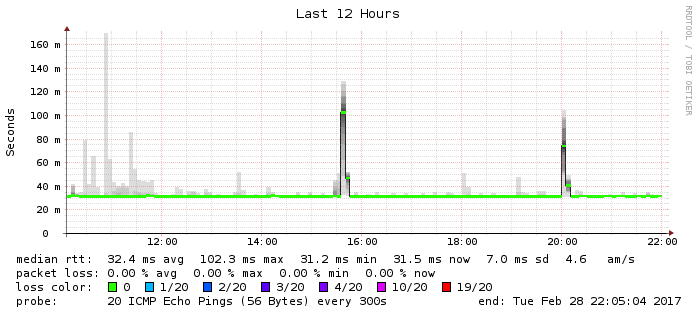 Last 12 Hours
RRDTOOL / TOBI OETIKER
Seconds
160 m
140 m
120 m
100 m
80 m
60 m
40 m
20 m
0
12:00 14:00 16:00 18:00 20:00 22:00
median rtt: 32.4 ms avg 102.3 ms max 31.2 ms min 31.5 ms now 7.0 ms sd 4.6 am/s
packet loss: 0.00 % avg 0.00 % max 0.00 % min 0.00 % now
loss color: 0 1/20 2/20 3/20 4/20 10/20 19/20
probe: 20 ICMP Echo Pings (56 Bytes) every 300s end: Tue Feb 28 22:05:04 2017